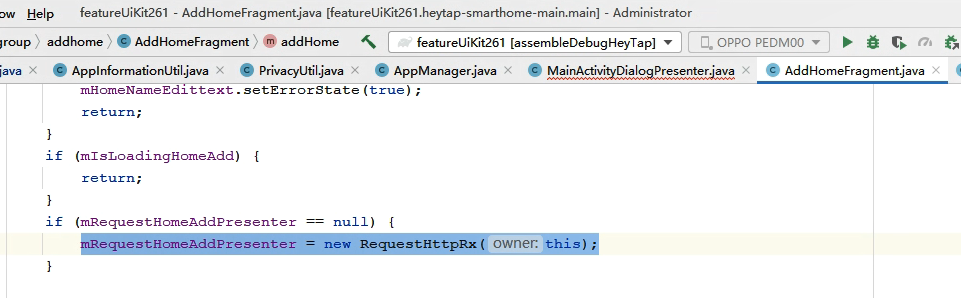 ow Help featureUiKit261 - AddHomeFragment.java [featureUiKit261.heytap-smarthome-main.main] - Administrator
group addhome AddHomeFragment addHome featureUiKit261 [assembleDebugHeyTap] OPPO PEDM00
java AppInformationUtil.java PrivacyUtil.java AppManager.java MainActivityDialogPresenter.java AddHomeFragment.java
mHomeNameEdittext.setErrorState(true);
return;
}
if (mIsLoadingHomeAdd) {
return;
}
if (mRequestHomeAddPresenter == null) {
mRequestHomeAddPresenter = new RequestHttpRx( owner: this);
}